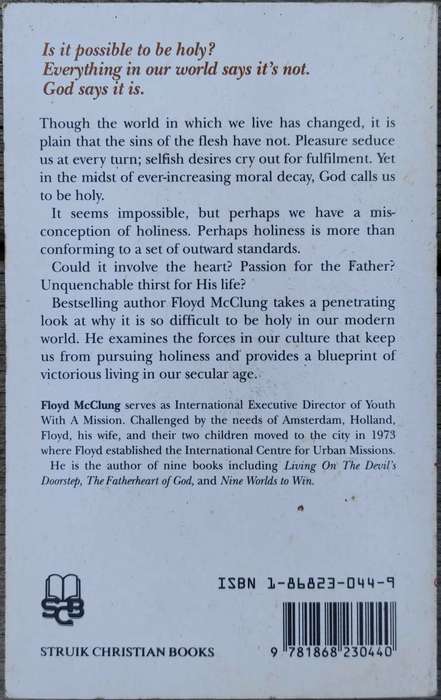 Is it possible to be holy?
Everything in our world says it's not.
God says it is.
Though the world in which we live has changed, it is
plain that the sins of the flesh have not. Pleasure seduce
us at every turn; selfish desires cry out for fulfilment. Yet
in the midst of ever-increasing moral decay, God calls us
to be holy.
It seems impossible, but perhaps we have a mis-
conception of holiness. Perhaps holiness is more than
conforming to a set of outward standards.
Could it involve the heart? Passion for the Father?
Unquenchable thirst for His life?
Bestselling author Floyd McClung takes a penetrating
look at why it is so difficult to be holy in our modern
world. He examines the forces in our culture that keep
us from pursuing holiness and provides a blueprint of
victorious living in our secular age.
Floyd McClung serves as International Executive Director of Youth
With A Mission. Challenged by the needs of Amsterdam, Holland,
Floyd, his wife, and their two children moved to the city in 1973
where Floyd established the International Centre for Urban Missions.
He is the author of nine books including Living On The Devil's
Doorstep, The Fatherheart of God, and Nine Worlds to Win.
ISBN 1-86823-044-9
SCB
STRUIK CHRISTIAN BOOKS
9 781868 230440